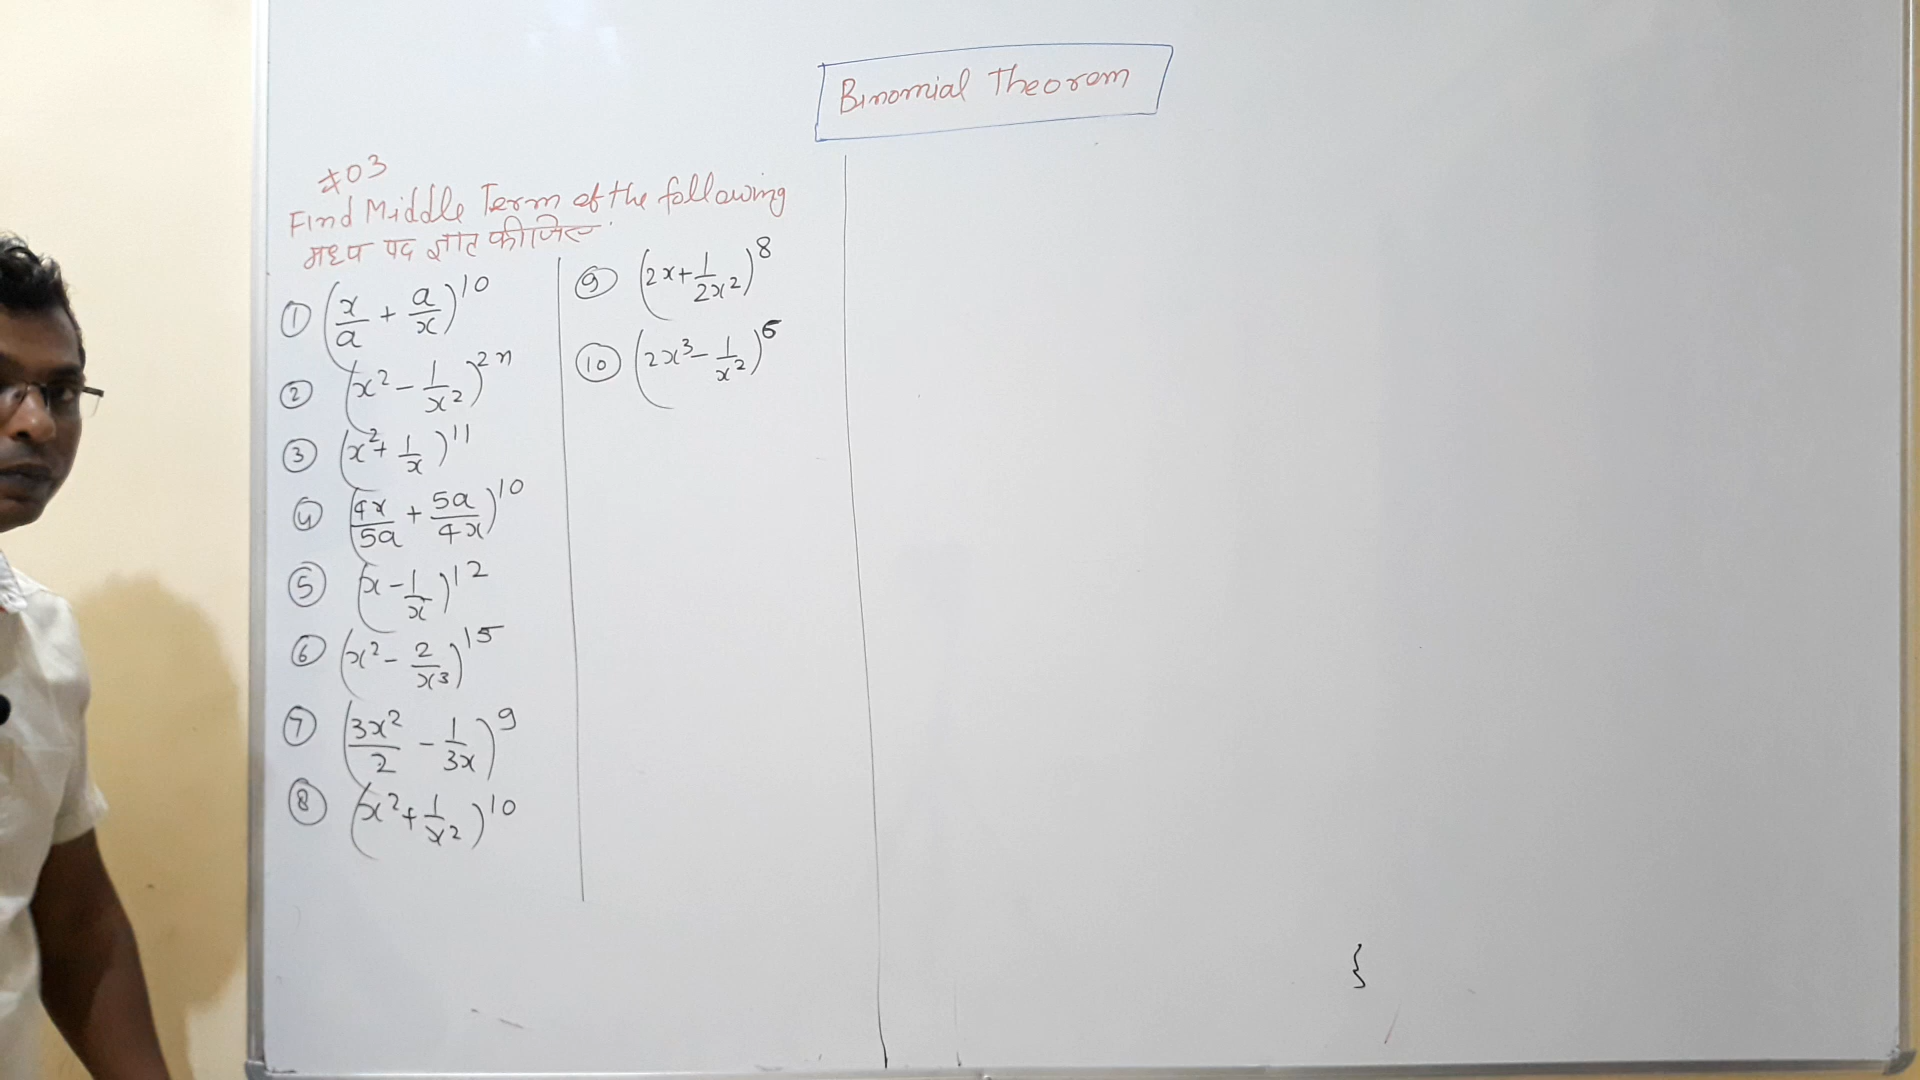 Binomial Theorem
#03
Find Middle Term of the following
मध्य पद ज्ञात कीजिए
① (x/a + a/x)^10
② (x² - 1/x²)^2n
③ (x² + 1/x)^11
④ (4x/5a + 5a/4x)^10
⑤ (x - 1/x)^12
⑥ (x² - 2/x³)^15
⑦ (3x²/2 - 1/3x)^9
⑧ (x² + 1/x²)^10
⑨ (2x + 1/2x²)^8
⑩ (2x³ - 1/x²)^6
}